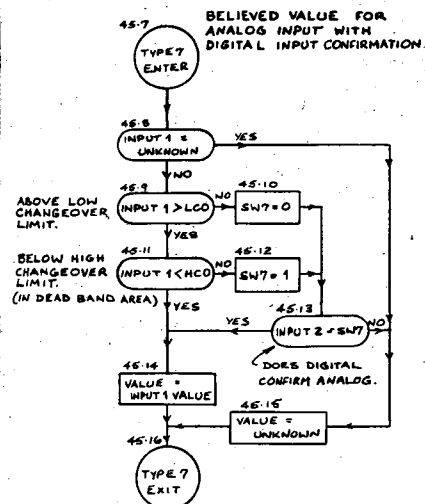 BELIEVED VALUE FOR
ANALOG INPUT WITH
DIGITAL INPUT CONFIRMATION.
45.7
TYPE 7
ENTER
45.8
INPUT 1 =
UNKNOWN
YES
NO
45.9
ABOVE LOW
CHANGEOVER
LIMIT.
INPUT 1 > LCO
NO
45.10
SW7 = 0
YES
45.11
BELOW HIGH
CHANGEOVER
LIMIT.
(IN DEAD BAND AREA)
INPUT 1 < HCO
NO
45.12
SW7 = 1
YES
45.13
YES
INPUT 2 = SW7
NO
DOES DIGITAL
CONFIRM ANALOG.
45.14
VALUE =
INPUT 1 VALUE
45.15
VALUE =
UNKNOWN
45.16
TYPE 7
EXIT